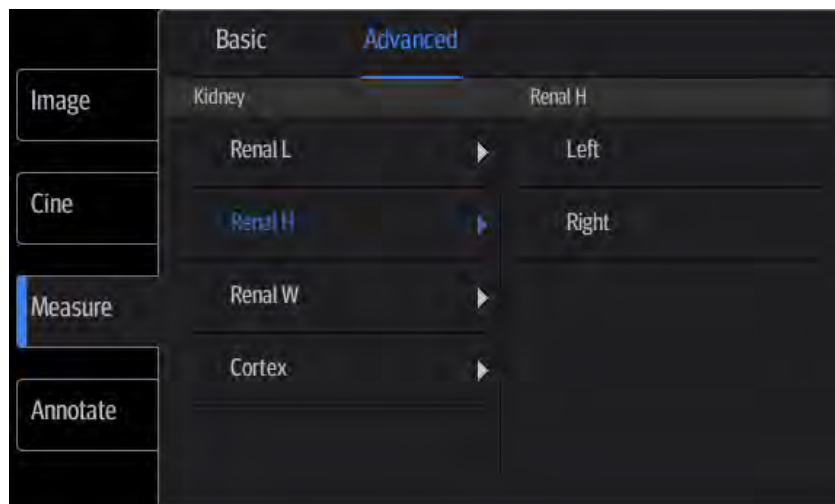 Basic Advanced
Image
Cine
Measure
Annotate
Kidney Renal H
Renal L Left
Renal H Right
Renal W
Cortex